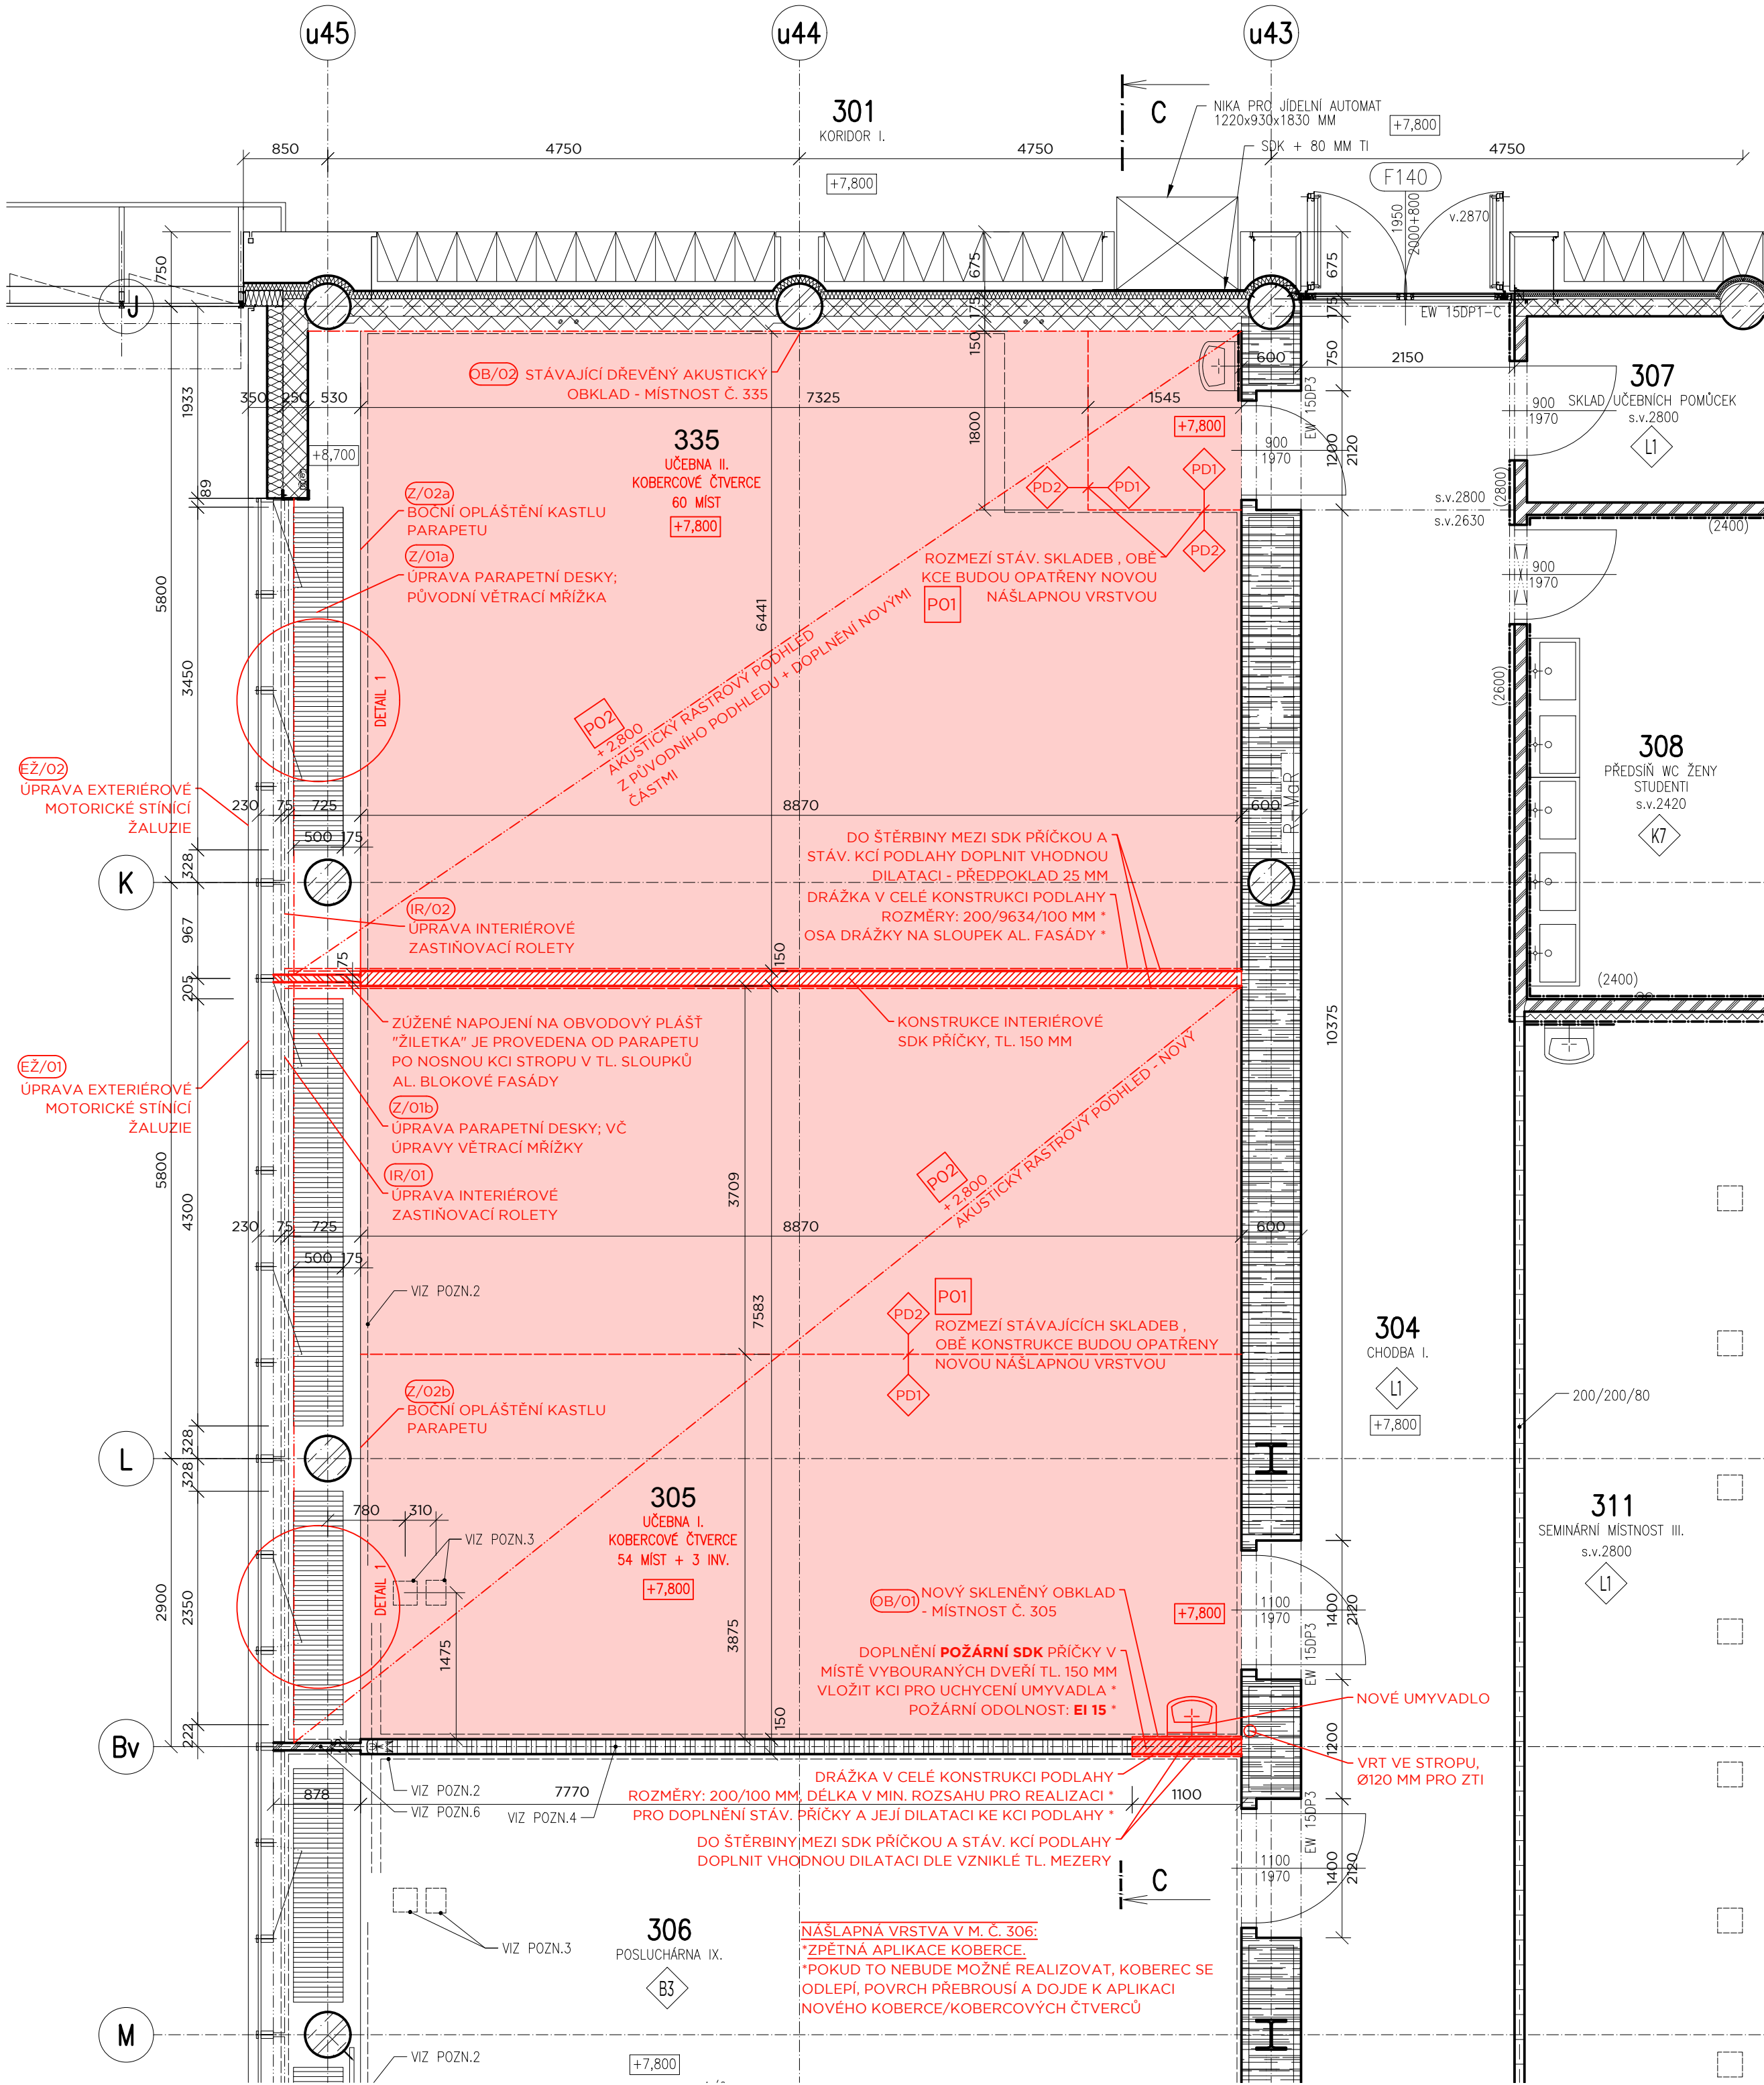 u45
u44
u43
301
KORIDOR I.
C
NIKA PRO JÍDELNÍ AUTOMAT
1220x930x1830 MM
+7,800
SDK + 80 MM TI
850
4750
4750
4750
+7,800
F140
1950
2000+800
v.2870
750
675
675
J
175
175
EW 15DP1-C
150
750
600
2150
OB/02 STÁVAJÍCÍ DŘEVĚNÝ AKUSTICKÝ
OBKLAD - MÍSTNOST Č. 335
307
SKLAD UČEBNÍCH POMŮCEK
s.v.2800
L1
1933
350
250
530
7325
1545
EW 15DP3
900
1970
+7,800
335
UČEBNA II.
KOBERCOVÉ ČTVERCE
60 MÍST
+7,800
1800
900
1970
1200
2120
+8,700
89
PD2
PD1
PD1
PD2
s.v.2800
s.v.2630
(2800)
(2400)
Z/02a
BOČNÍ OPLÁŠTĚNÍ KASTLU
PARAPETU
Z/01a
ÚPRAVA PARAPETNÍ DESKY;
PŮVODNÍ VĚTRACÍ MŘÍŽKA
ROZMEZÍ STÁV. SKLADEB , OBĚ
KCE BUDOU OPATŘENY NOVOU
NÁŠLAPNOU VRSTVOU
P01
900
1970
5800
3450
6441
DETAIL 1
P02
+ 2,800
AKUSTICKÝ RASTROVÝ PODHLED
Z PŮVODNÍHO PODHLEDU + DOPLNĚNÍ NOVÝMI
ČÁSTMI
(2600)
308
PŘEDSÍŇ WC ŽENY
STUDENTI
s.v.2420
K7
EŽ/02
ÚPRAVA EXTERIÉROVÉ
MOTORICKÉ STÍNÍCÍ
ŽALUZIE
230
75
725
8870
600
R-MaR
500
175
328
DO ŠTĚRBINY MEZI SDK PŘÍČKOU A
STÁV. KCÍ PODLAHY DOPLNIT VHODNOU
DILATACI - PŘEDPOKLAD 25 MM
K
DRÁŽKA V CELÉ KONSTRUKCI PODLAHY
ROZMĚRY: 200/9634/100 MM *
OSA DRÁŽKY NA SLOUPEK AL. FASÁDY *
IR/02
ÚPRAVA INTERIÉROVÉ
ZASTIŇOVACÍ ROLETY
967
75
150
205
(2400)
ZÚŽENÉ NAPOJENÍ NA OBVODOVÝ PLÁŠŤ
"ŽILETKA" JE PROVEDENA OD PARAPETU
PO NOSNOU KCI STROPU V TL. SLOUPKŮ
AL. BLOKOVÉ FASÁDY
KONSTRUKCE INTERIÉROVÉ
SDK PŘÍČKY, TL. 150 MM
10375
EŽ/01
ÚPRAVA EXTERIÉROVÉ
MOTORICKÉ STÍNÍCÍ
ŽALUZIE
Z/01b
ÚPRAVA PARAPETNÍ DESKY; VČ
ÚPRAVY VĚTRACÍ MŘÍŽKY
IR/01
ÚPRAVA INTERIÉROVÉ
ZASTIŇOVACÍ ROLETY
5800
4300
3709
P02
+ 2,800
AKUSTICKÝ RASTROVÝ PODHLED - NOVÝ
230
75
725
8870
600
500
175
VIZ POZN.2
7583
P01
PD2
PD1
ROZMEZÍ STÁVAJÍCÍCH SKLADEB ,
OBĚ KONSTRUKCE BUDOU OPATŘENY
NOVOU NÁŠLAPNOU VRSTVOU
304
CHODBA I.
L1
+7,800
200/200/80
Z/02b
BOČNÍ OPLÁŠTĚNÍ KASTLU
PARAPETU
328
L
328
305
UČEBNA I.
KOBERCOVÉ ČTVERCE
54 MÍST + 3 INV.
+7,800
780
310
VIZ POZN.3
311
SEMINÁRNÍ MÍSTNOST III.
s.v.2800
L1
DETAIL 1
2900
2350
1475
3875
OB/01 NOVÝ SKLENĚNÝ OBKLAD
- MÍSTNOST Č. 305
+7,800
1100
1970
1400
2120
EW 15DP3
DOPLNĚNÍ POŽÁRNÍ SDK PŘÍČKY V
MÍSTĚ VYBOURANÝCH DVEŘÍ TL. 150 MM
VLOŽIT KCI PRO UCHYCENÍ UMYVADLA *
POŽÁRNÍ ODOLNOST: EI 15 *
NOVÉ UMYVADLO
150
222
Bv
1200
VRT VE STROPU,
Ø120 MM PRO ZTI
878
VIZ POZN.2
VIZ POZN.6
7770
VIZ POZN.4
DRÁŽKA V CELÉ KONSTRUKCI PODLAHY
ROZMĚRY: 200/100 MM, DÉLKA V MIN. ROZSAHU PRO REALIZACI *
PRO DOPLNĚNÍ STÁV. PŘÍČKY A JEJÍ DILATACI KE KCI PODLAHY *
1100
EW 15DP3
DO ŠTĚRBINY MEZI SDK PŘÍČKOU A STÁV. KCÍ PODLAHY
DOPLNIT VHODNOU DILATACI DLE VZNIKLÉ TL. MEZERY
C
1100
1970
1400
2120
306
POSLUCHÁRNA IX.
B3
VIZ POZN.3
NÁŠLAPNÁ VRSTVA V M. Č. 306:
*ZPĚTNÁ APLIKACE KOBERCE.
*POKUD TO NEBUDE MOŽNÉ REALIZOVAT, KOBEREC SE
ODLEPÍ, POVRCH PŘEBROUSÍ A DOJDE K APLIKACI
NOVÉHO KOBERCE/KOBERCOVÝCH ČTVERCŮ
M
VIZ POZN.2
+7,800